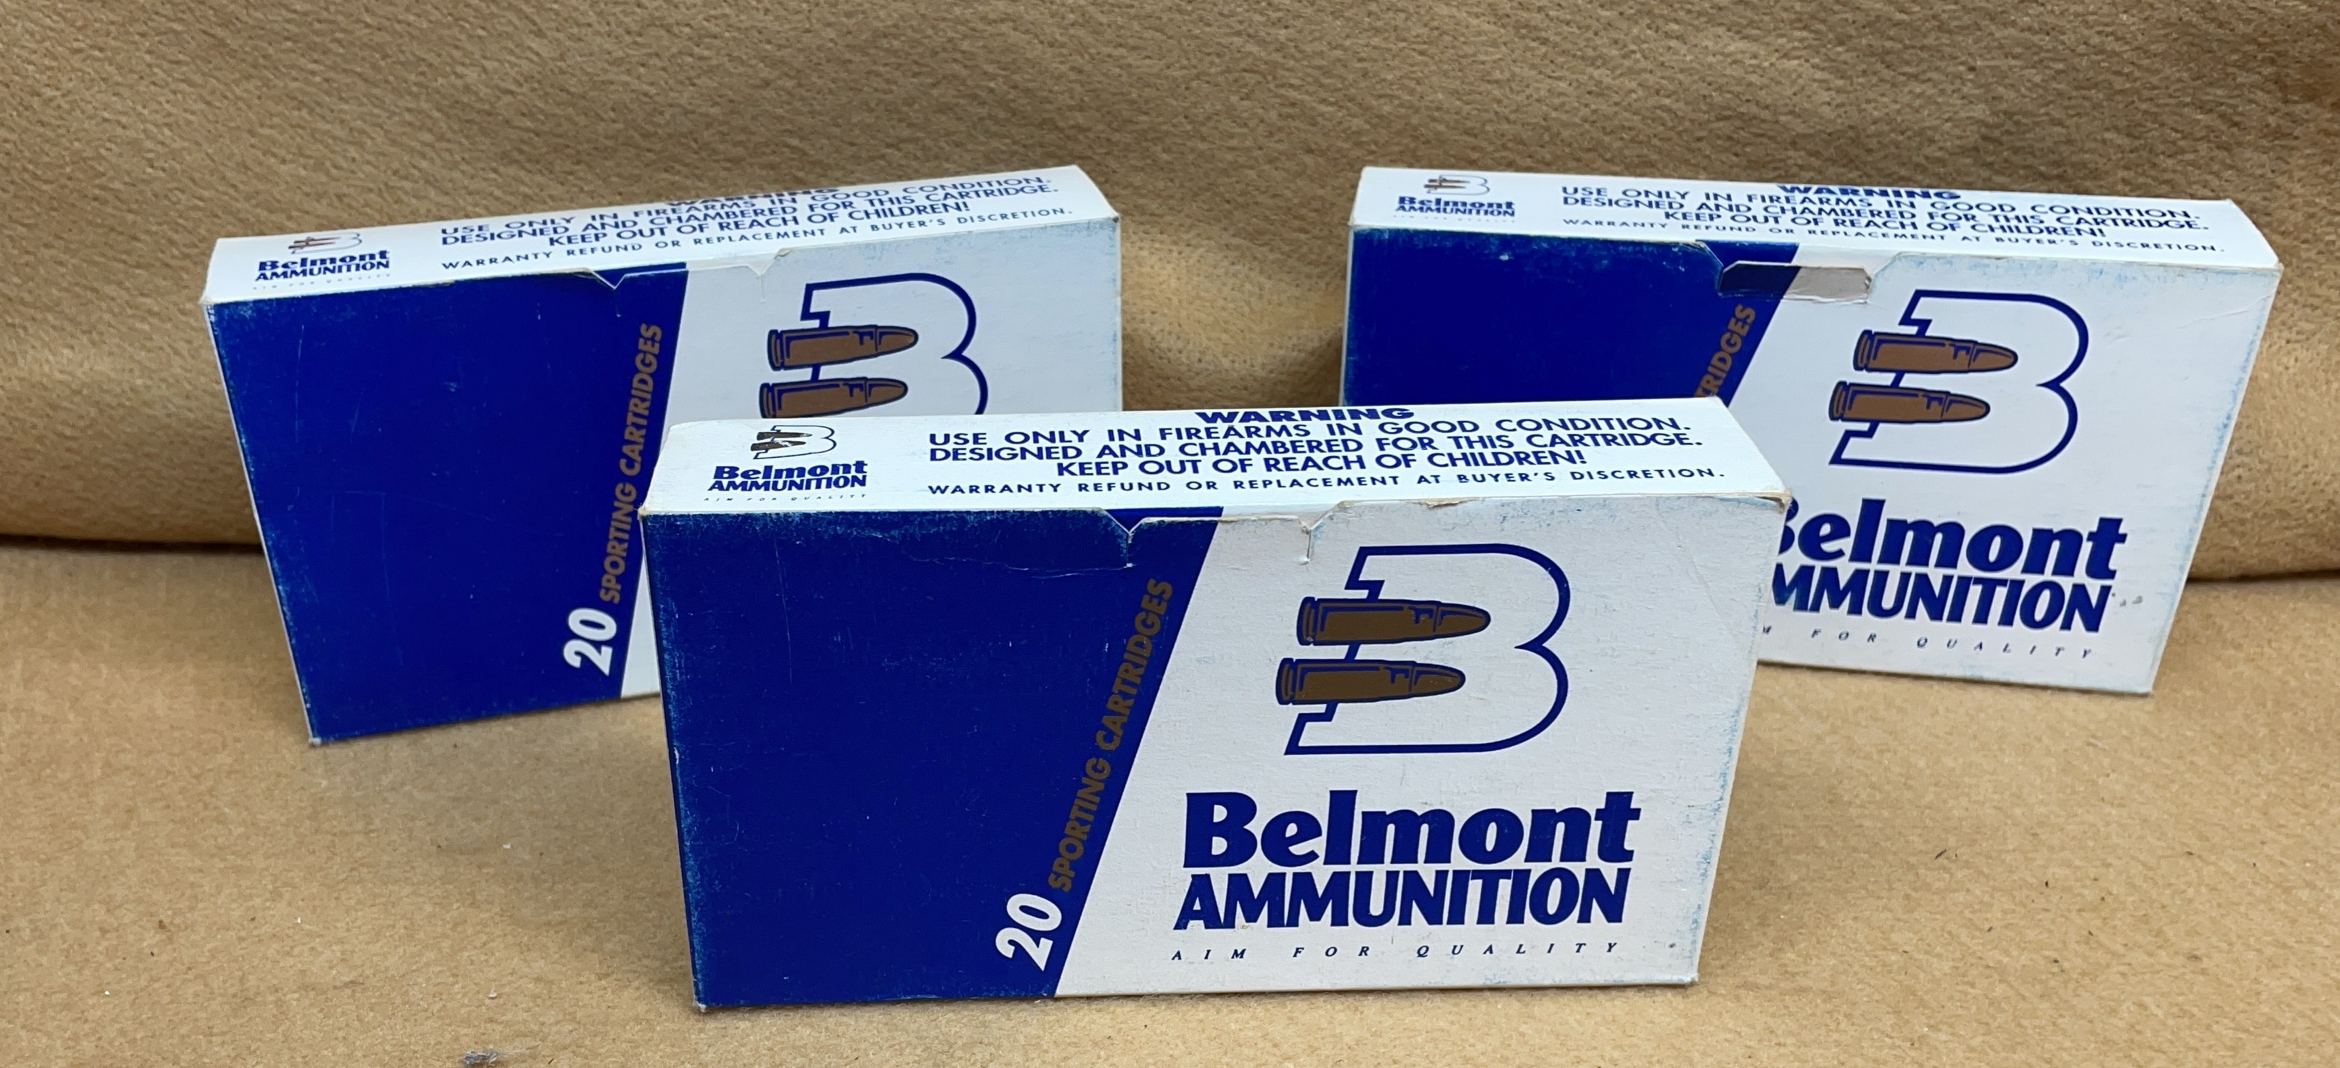 Belmont
AMMUNITION
WARNING
USE ONLY IN FIREARMS IN GOOD CONDITION.
DESIGNED AND CHAMBERED FOR THIS CARTRIDGE.
KEEP OUT OF REACH OF CHILDREN!
WARRANTY REFUND OR REPLACEMENT AT BUYER'S DISCRETION.
20 SPORTING CARTRIDGES
B
Belmont
AMMUNITION
WARNING
USE ONLY IN FIREARMS IN GOOD CONDITION.
DESIGNED AND CHAMBERED FOR THIS CARTRIDGE.
KEEP OUT OF REACH OF CHILDREN!
WARRANTY REFUND OR REPLACEMENT AT BUYER'S DISCRETION.
B
Belmont
AMMUNITION
AIM FOR QUALITY
WARNING
USE ONLY IN FIREARMS IN GOOD CONDITION.
DESIGNED AND CHAMBERED FOR THIS CARTRIDGE.
KEEP OUT OF REACH OF CHILDREN!
WARRANTY REFUND OR REPLACEMENT AT BUYER'S DISCRETION.
20 SPORTING CARTRIDGES
B
Belmont
AMMUNITION
AIM FOR QUALITY